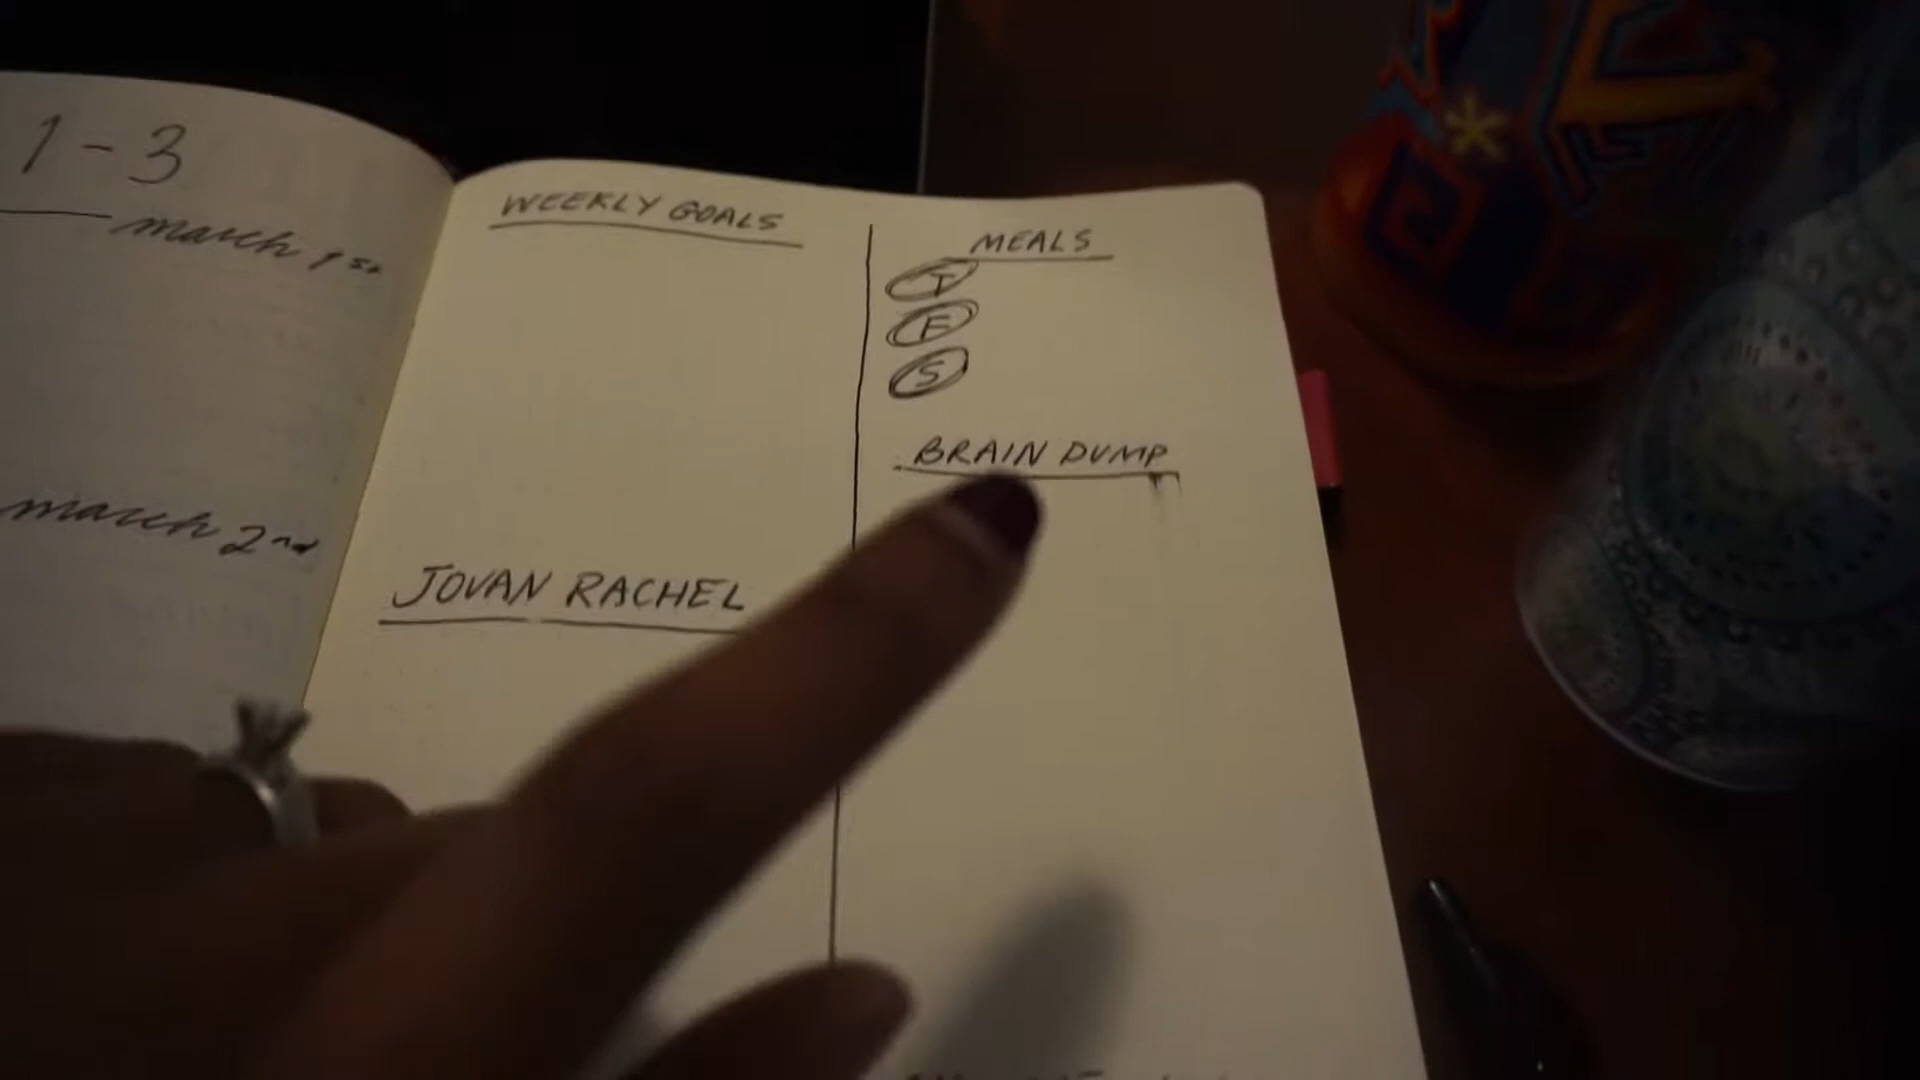 1-3
march 1st
march 2nd
WEEKLY GOALS
JOVAN RACHEL
MEALS
T
F
S
BRAIN DUMP